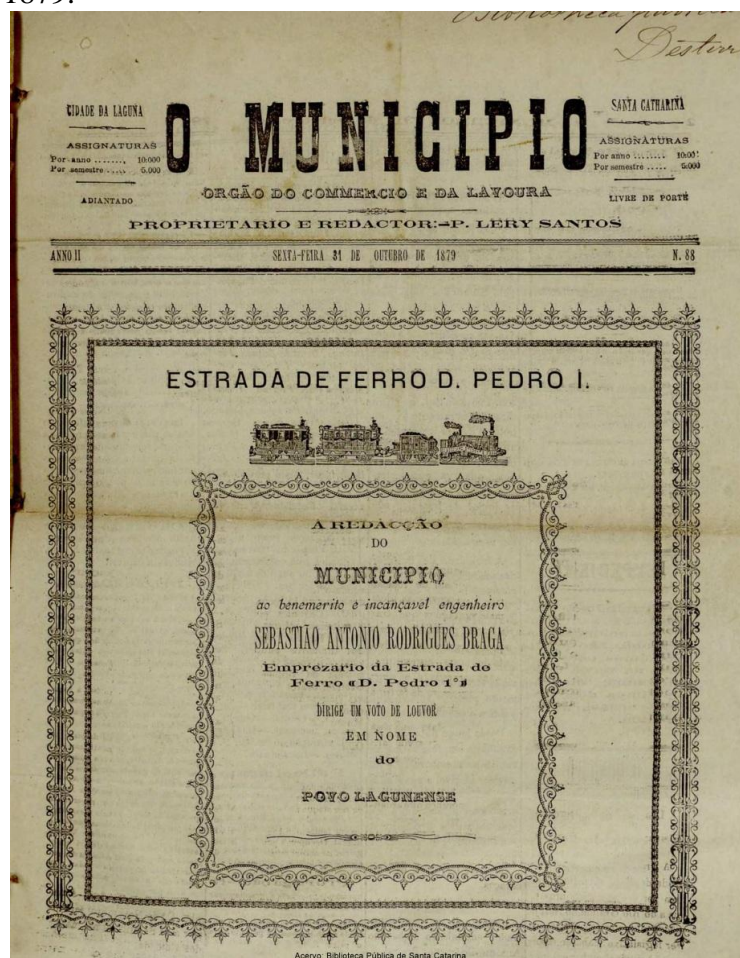 1879.
Bibliotheca publica
Desterr
CIDADE DA LAGUNA
ASSIGNATURAS
Por anno ........, 10:000
Por semestre ..... 5.000
ADIANTADO
O MUNICIPIO
ORGÃO DO COMMERCIO E DA LAVOURA
PROPRIETARIO E REDACTOR:—P. LERY SANTOS
SANTA CATHARINA
ASSIGNATURAS
Por anno ........ 10:00
Por semestre ..... 5:000
LIVRE DE PORTE
ANNO II SEXTA-FEIRA 31 DE OUTUBRO DE 1879 N. 88
ESTRADA DE FERRO D. PEDRO I.
A REDACÇÃO
DO
MUNICIPIO
ao benemerito e incançavel engenheiro
SEBASTIÃO ANTONIO RODRIGUES BRAGA
Emprezario da Estrada de
Ferro «D. Pedro 1°»
DIRIGE UM VOTO DE LOUVOR
EM NOME
do
POVO LAGUNENSE
Acervo: Biblioteca Pública de Santa Catarina